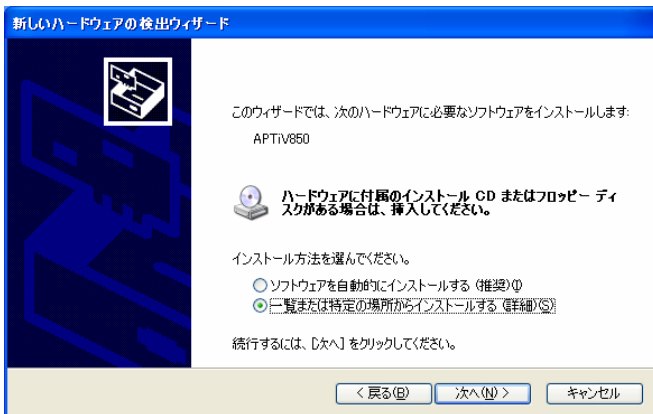 新しいハードウェアの検出ウィザード
このウィザードでは、次のハードウェアに必要なソフトウェアをインストールします:
APTiV850
ハードウェアに付属のインストール CD またはフロッピー ディ
スクがある場合は、挿入してください。
インストール方法を選んでください。
ソフトウェアを自動的にインストールする (推奨)(I)
一覧または特定の場所からインストールする (詳細)(S)
続行するには、[次へ] をクリックしてください。
< 戻る(B)
次へ(N) >
キャンセル